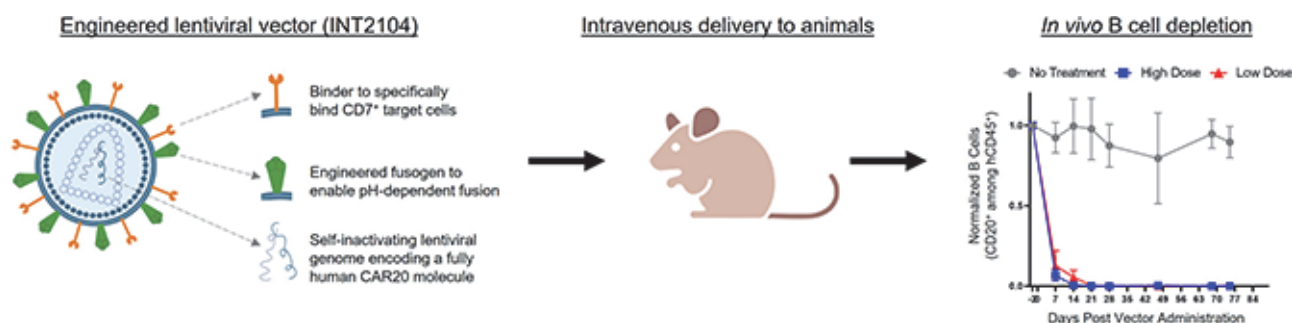 Engineered lentiviral vector (INT2104)
Binder to specifically
bind CD7+ target cells
Engineered fusogen to
enable pH-dependent fusion
Self-inactivating lentiviral
genome encoding a fully
human CAR20 molecule
Intravenous delivery to animals
In vivo B cell depletion
No Treatment High Dose Low Dose
Normalized B Cells
(CD20+ among hCD45+)
1.0
0.5
0.0
-20 7 14 21 28 35 42 49 56 63 70 77 84
Days Post Vector Administration